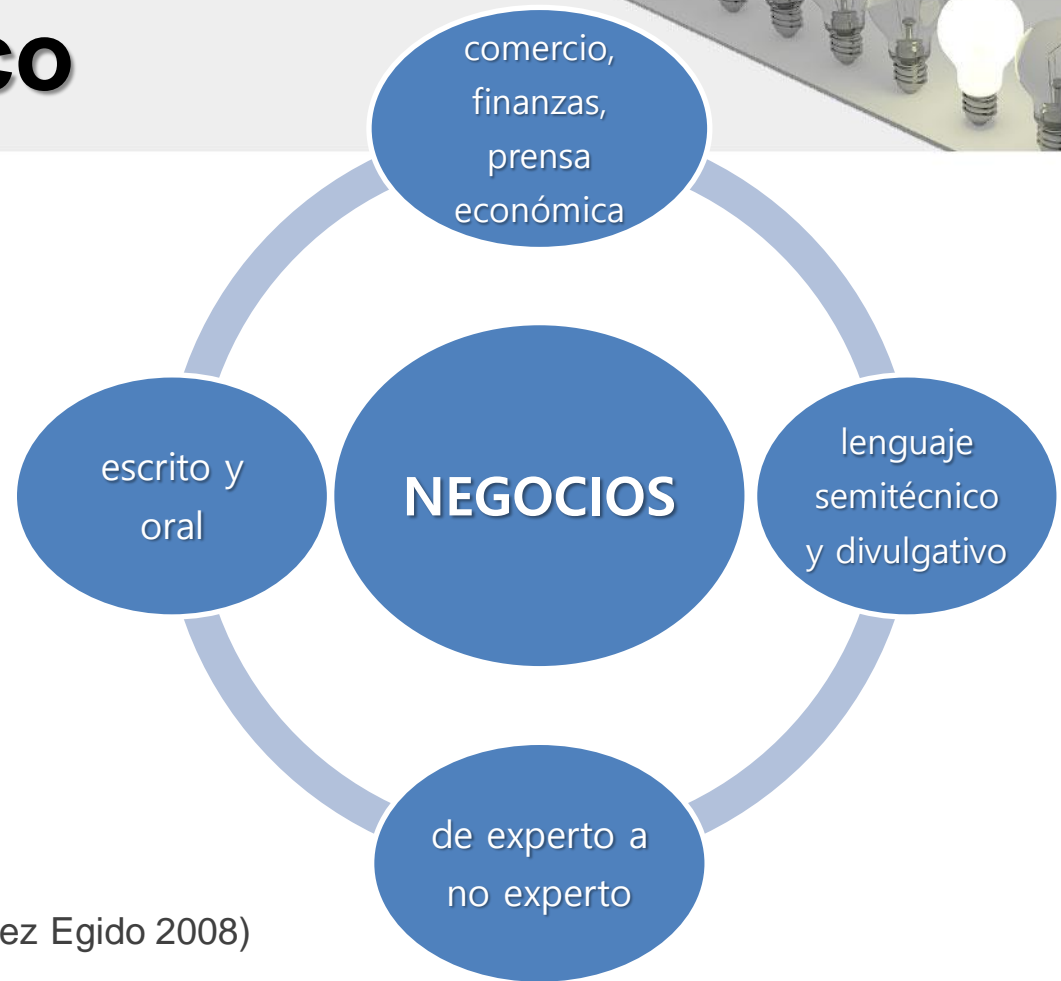 co
comercio,
finanzas,
prensa
económica
escrito y
oral
NEGOCIOS
lenguaje
semitécnico
y divulgativo
de experto a
no experto
ez Egido 2008)